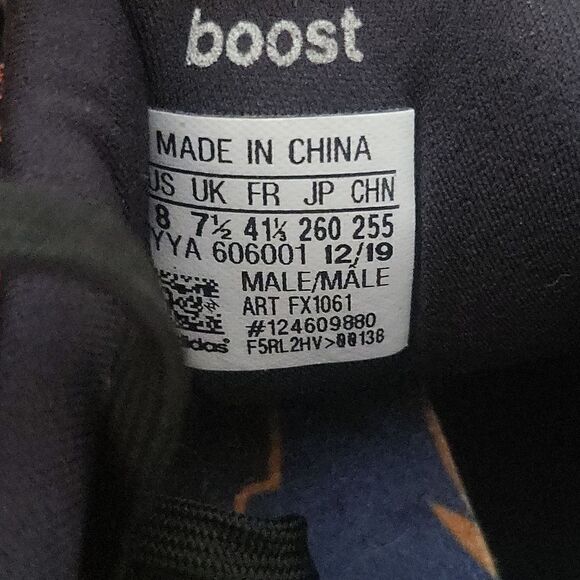 boost
MADE IN CHINA
US UK FR JP CHN
8 7½ 41⅓ 260 255
YYA 606001 12/19
MALE/MÂLE
ART FX1061
#124609880
adidas F5RL2HV>00138